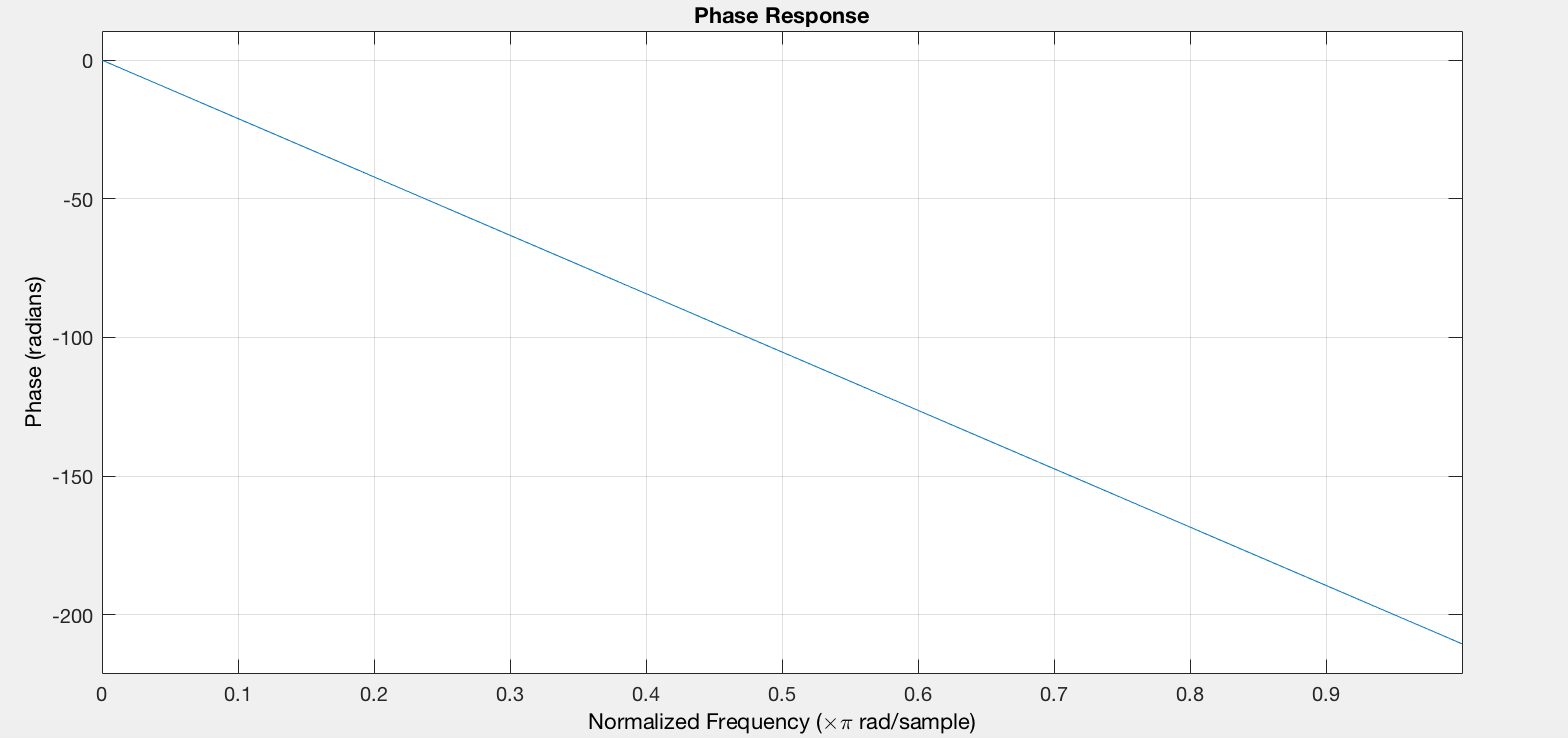 Phase Response
Phase (radians)
0
-50
-100
-150
-200
0 0.1 0.2 0.3 0.4 0.5 0.6 0.7 0.8 0.9
Normalized Frequency (×π rad/sample)